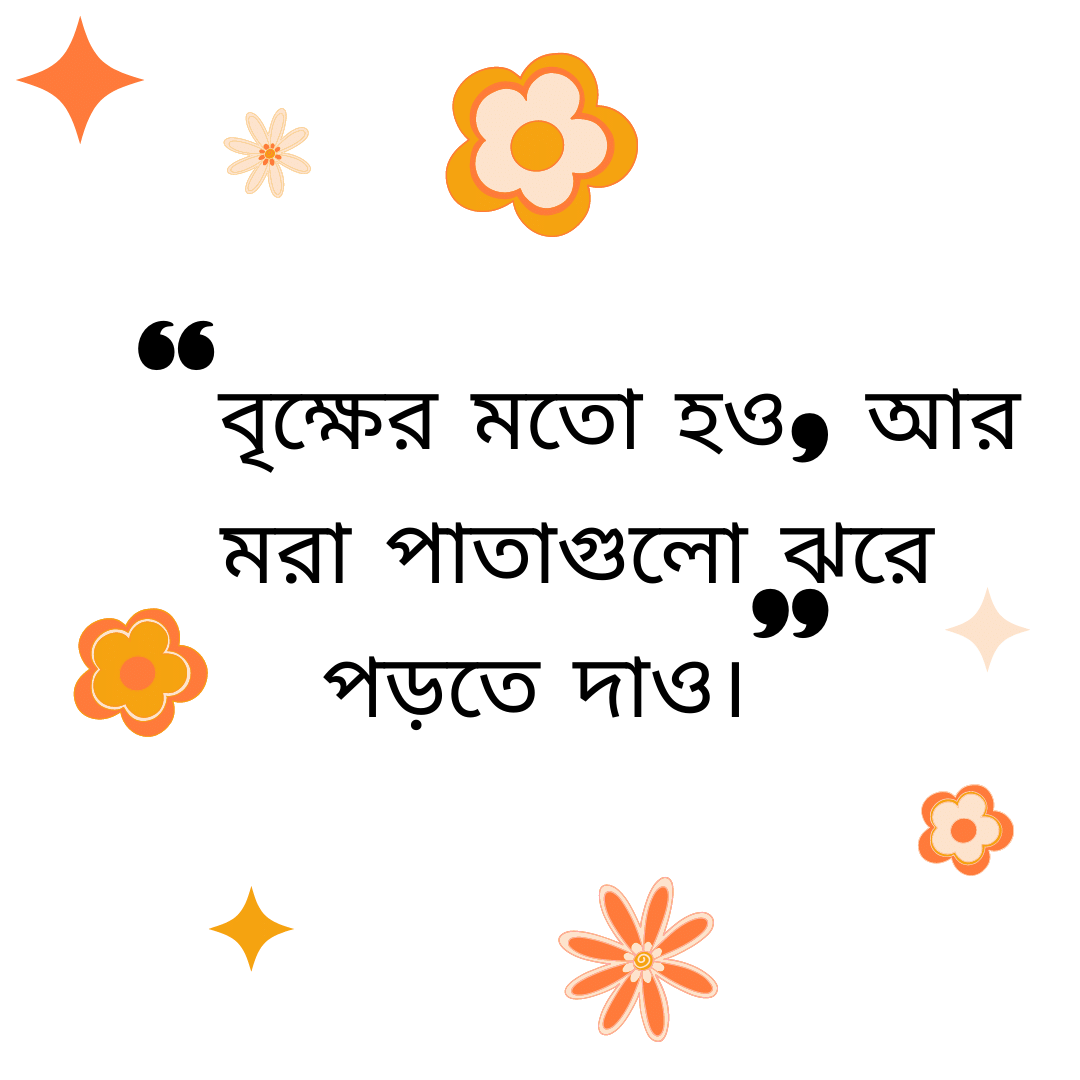 “বৃক্ষের মতো হও, আর
মরা পাতাগুলো ঝরে
পড়তে দাও।”